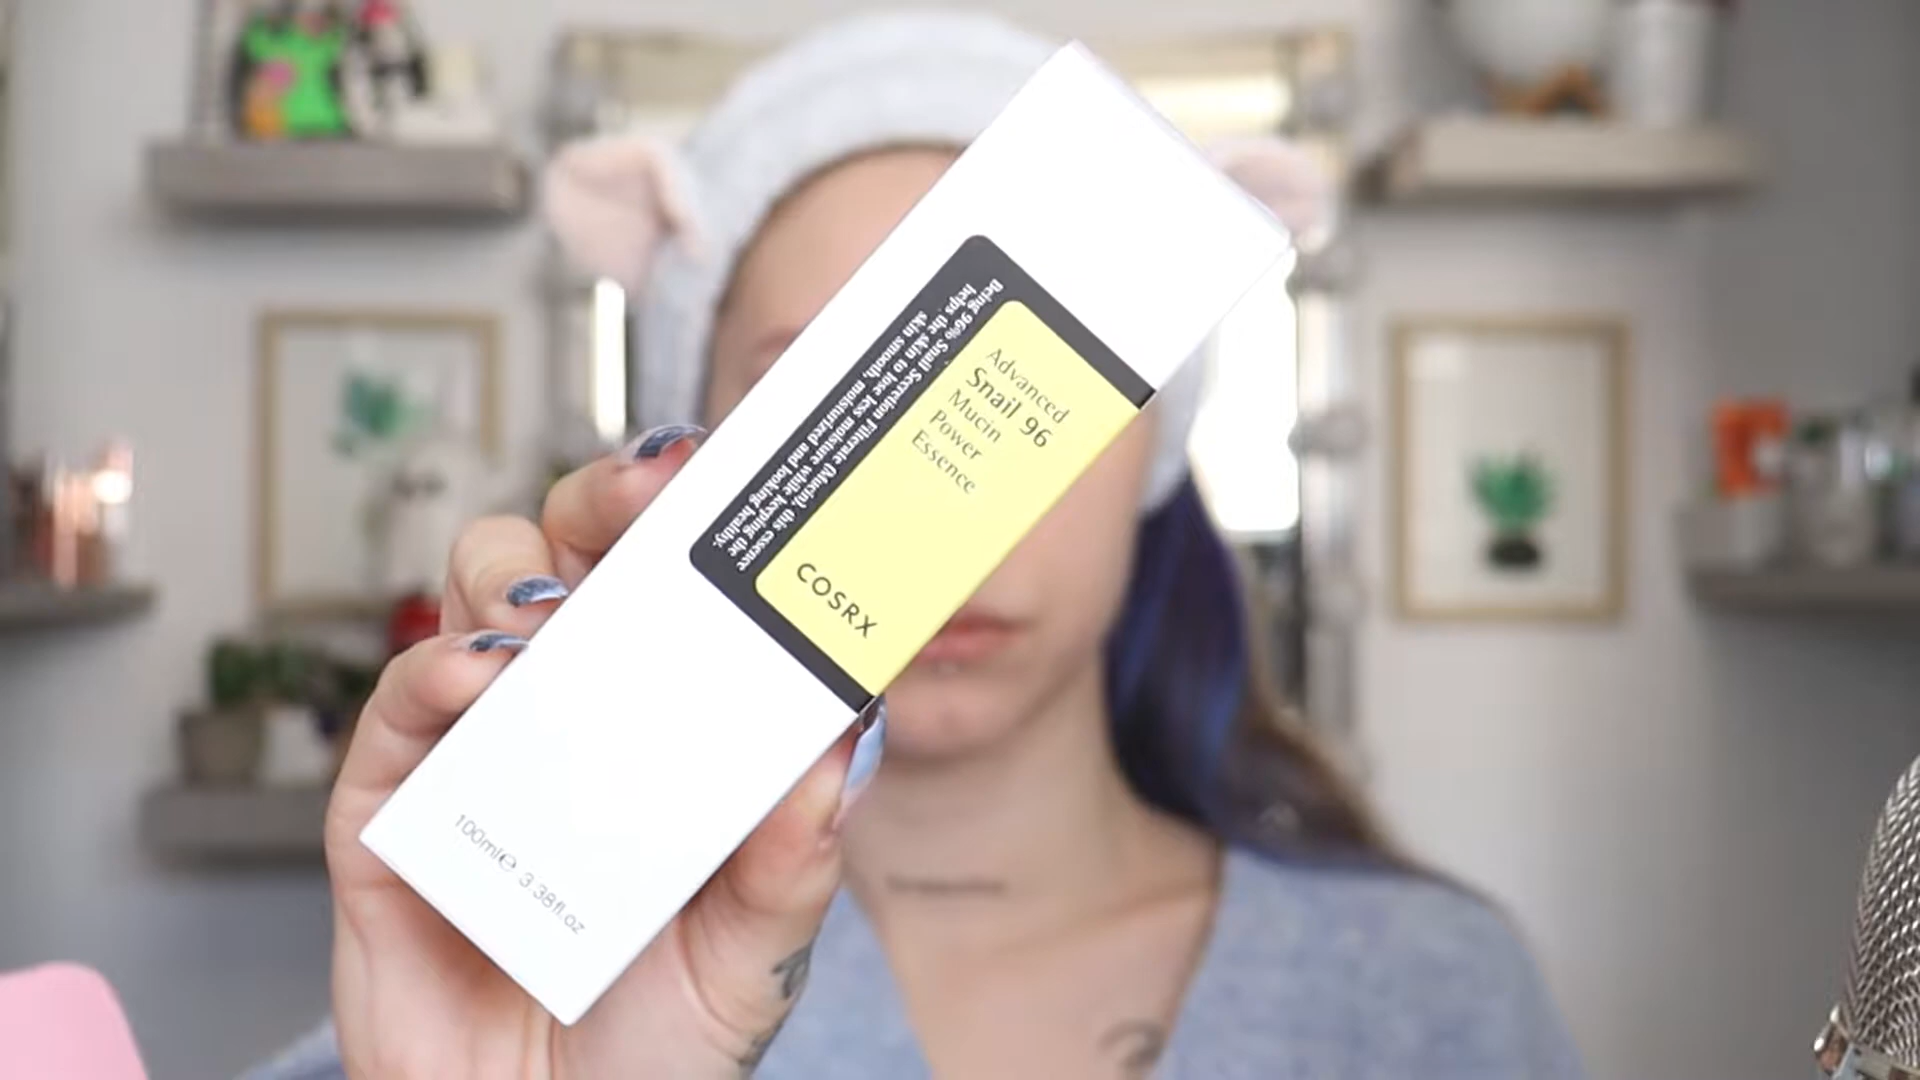 Being 96% Snail Secretion Filterate (Mucin), this essence
helps the skin to lose less moisture while keeping the
skin smooth, moisturized and looking healthy.
Advanced
Snail 96
Mucin
Power
Essence
COSRX
100ml℮ 3.38fl.oz